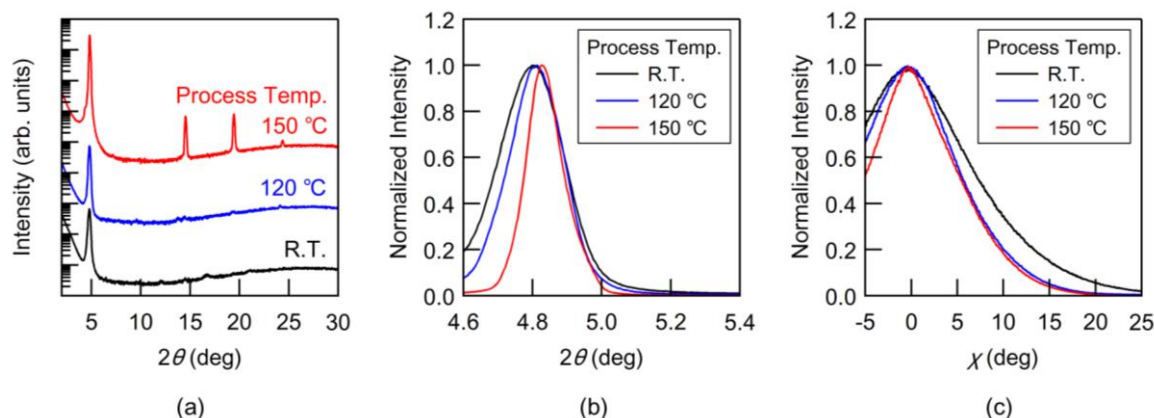 Intensity (arb. units)
Process Temp.
150 ℃
120 ℃
R.T.
5 10 15 20 25 30
2θ (deg)
(a)
Normalized Intensity
1.2
1.0
0.8
0.6
0.4
0.2
0.0
Process Temp.
R.T.
120 ℃
150 ℃
4.6 4.8 5.0 5.2 5.4
2θ (deg)
(b)
Normalized Intensity
1.2
1.0
0.8
0.6
0.4
0.2
0.0
Process Temp.
R.T.
120 ℃
150 ℃
-5 0 5 10 15 20 25
χ (deg)
(c)